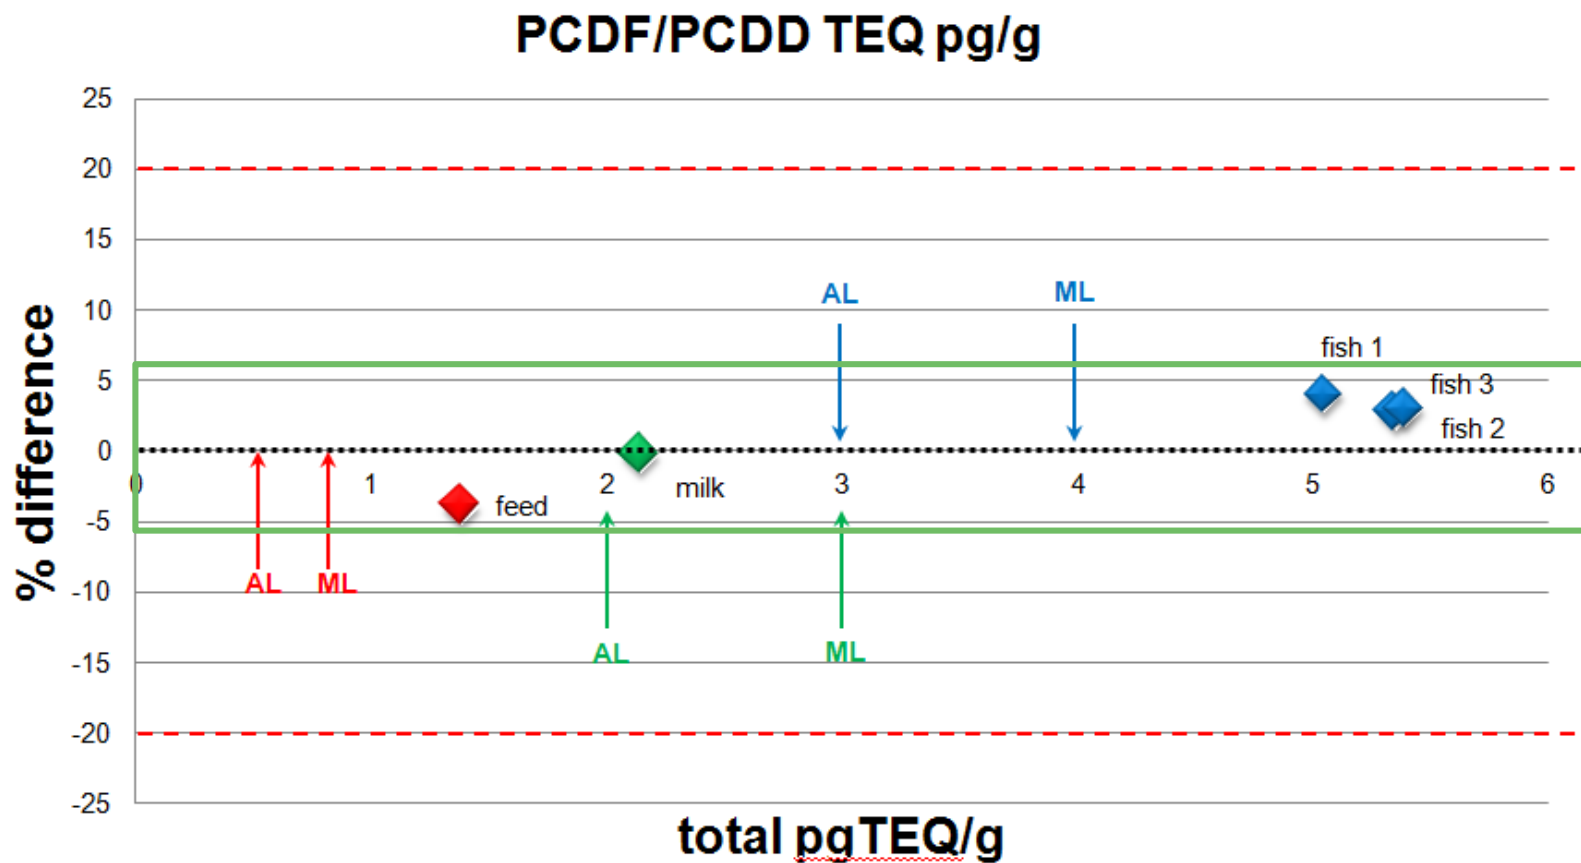 PCDF/PCDD TEQ pg/g
25
20
15
10
5
0
-5
-10
-15
-20
-25
% difference
AL
ML
fish 1
fish 3
fish 2
0
1
2
3
4
5
6
milk
feed
AL
ML
AL
ML
total pgTEQ/g